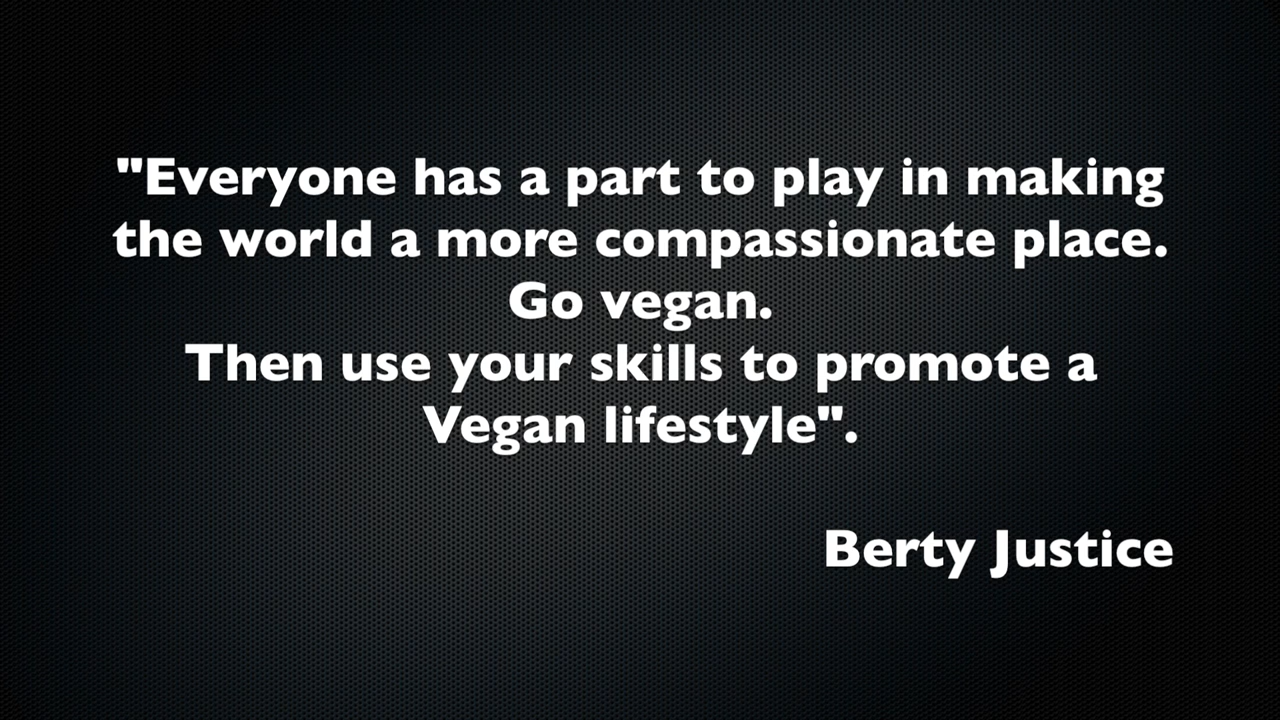 "Everyone has a part to play in making
the world a more compassionate place.
Go vegan.
Then use your skills to promote a
Vegan lifestyle".
Berty Justice